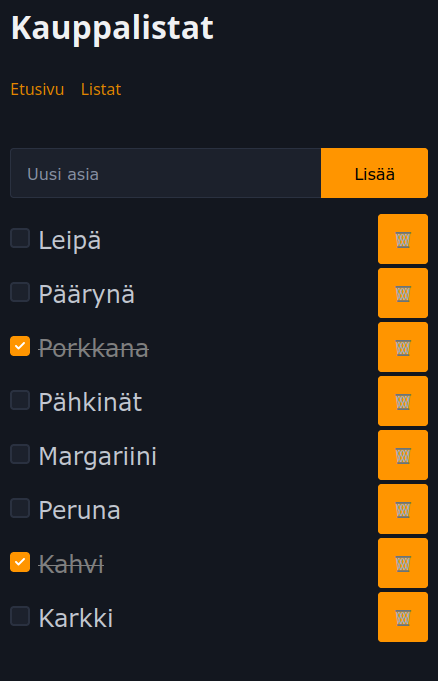 Kauppalistat
Etusivu Listat
Uusi asia Lisää
Leipä
Päärynä
Porkkana
Pähkinät
Margariini
Peruna
Kahvi
Karkki